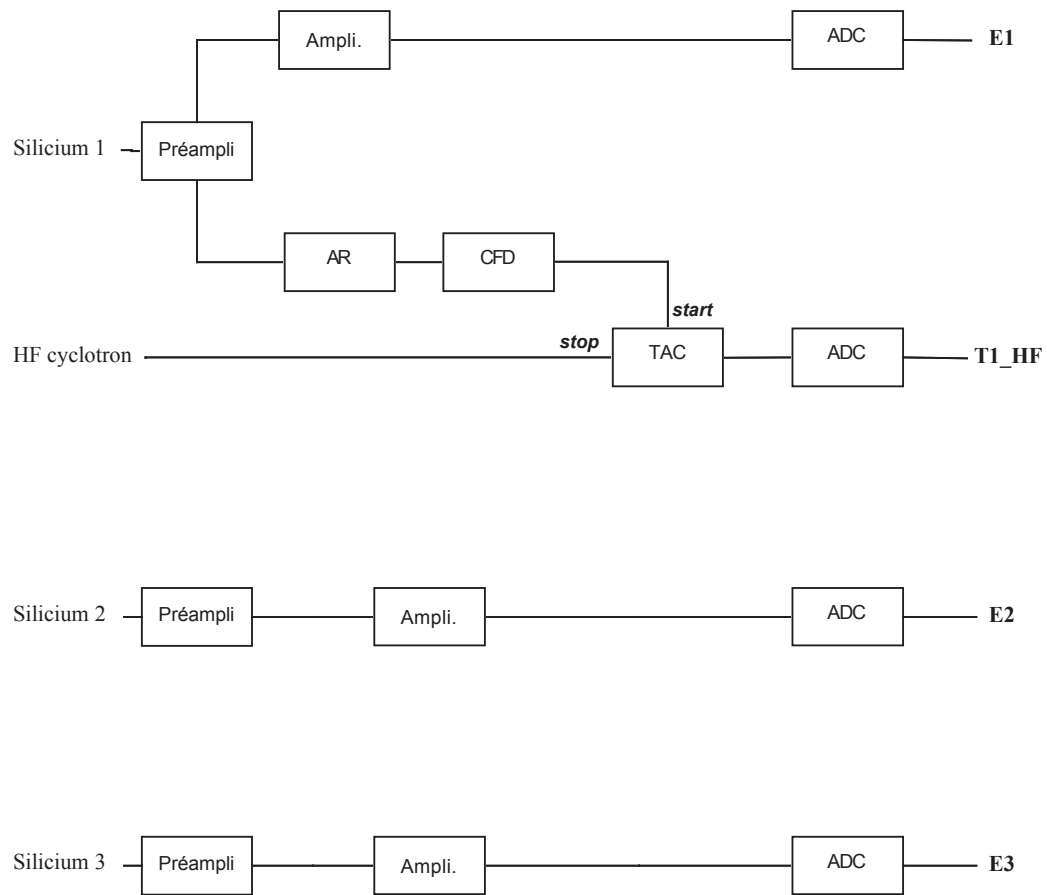 Ampli.
ADC
E1
Silicium 1
Préampli
AR
CFD
start
HF cyclotron
stop
TAC
ADC
T1_HF
Silicium 2
Préampli
Ampli.
ADC
E2
Silicium 3
Préampli
Ampli.
ADC
E3